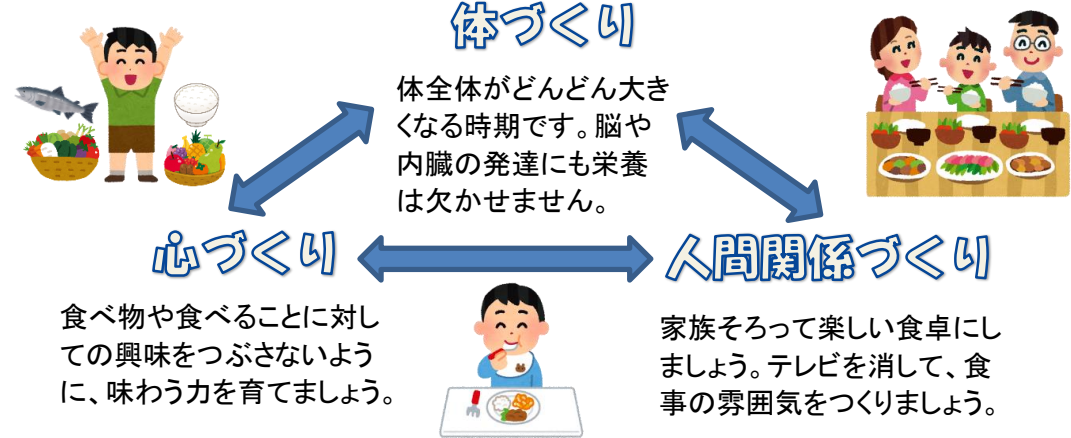 体づくり
体全体がどんどん大き
くなる時期です。脳や
内臓の発達にも栄養
は欠かせません。
心づくり
食べ物や食べることに対し
ての興味をつぶさないよう
に、味わう力を育てましょう。
人間関係づくり
家族そろって楽しい食卓にし
ましょう。テレビを消して、食
事の雰囲気をつくりましょう。